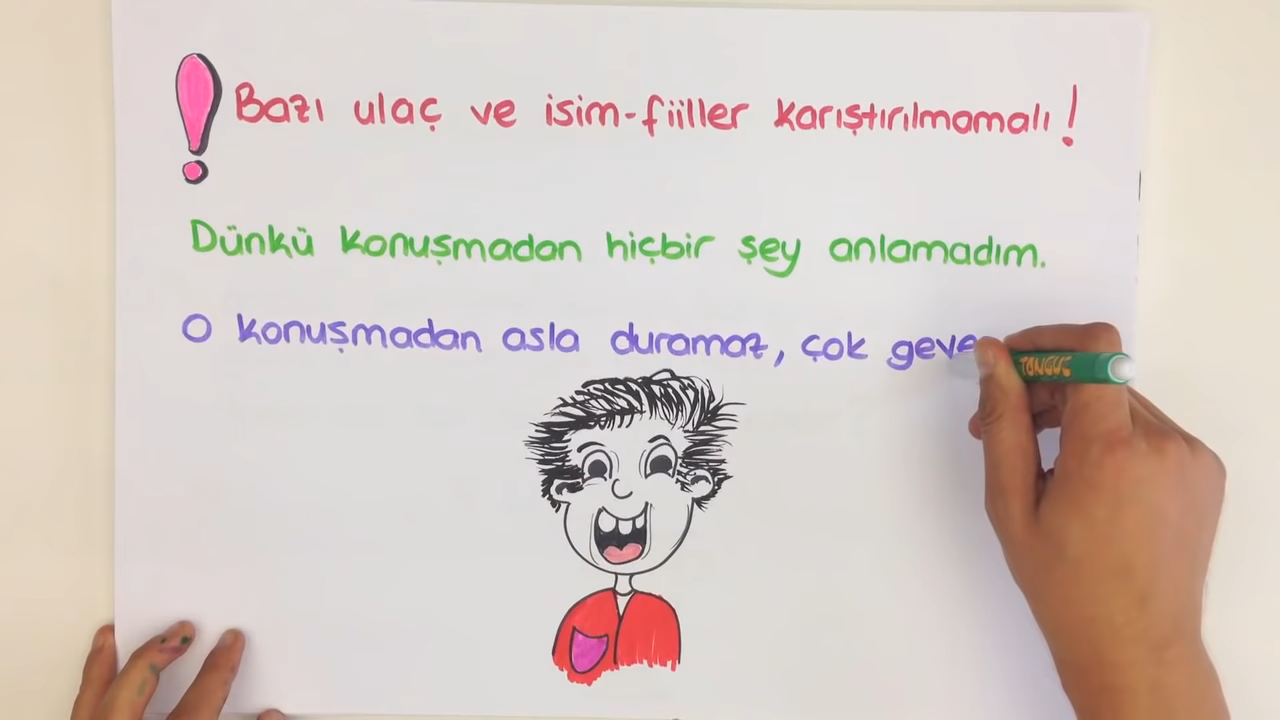 Bazı ulaç ve isim-fiiller karıştırılmamalı!
Dünkü konuşmadan hiçbir şey anlamadım.
O konuşmadan asla duramaz, çok geve
TONGUÇ